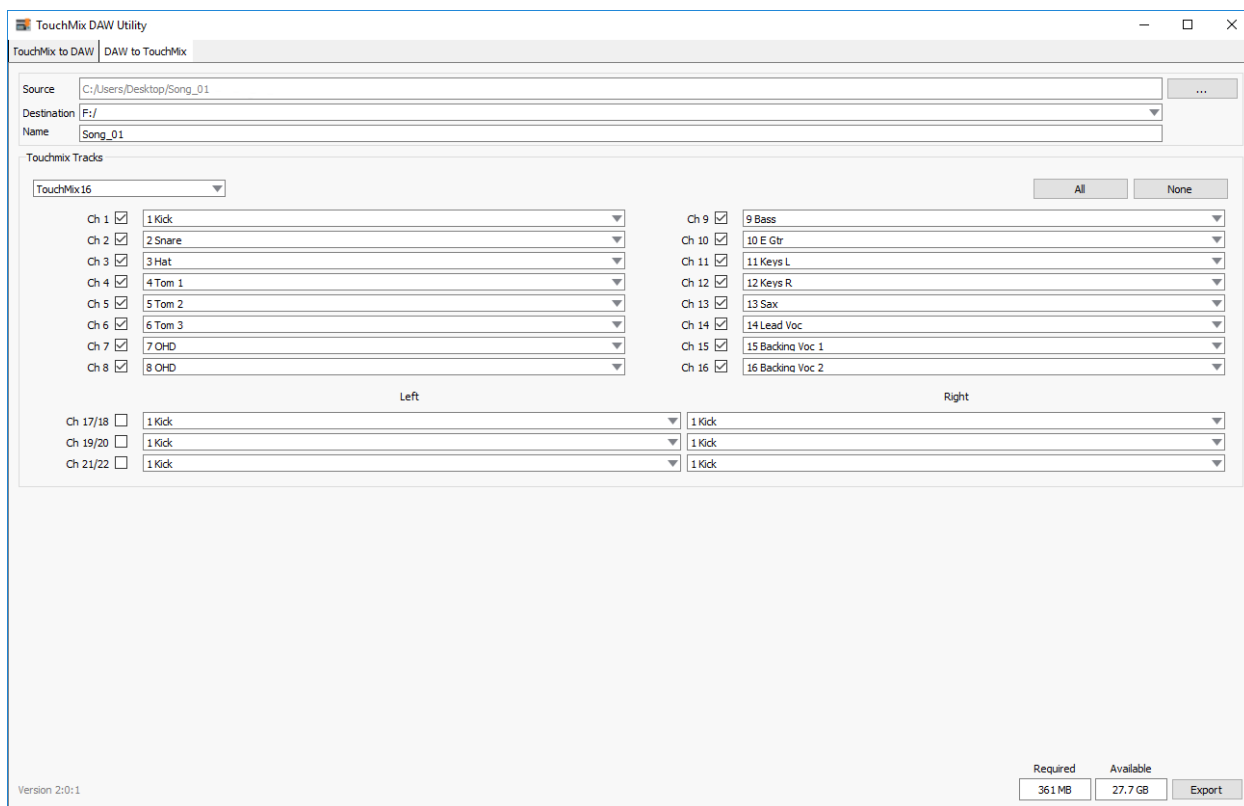 TouchMix DAW Utility
TouchMix to DAW DAW to TouchMix
Source C:/Users/Desktop/Song_01 ...
Destination F:/
Name Song_01
Touchmix Tracks
TouchMix16 All None
Ch 1 1 Kick Ch 9 9 Bass
Ch 2 2 Snare Ch 10 10 E Gtr
Ch 3 3 Hat Ch 11 11 Keys L
Ch 4 4 Tom 1 Ch 12 12 Keys R
Ch 5 5 Tom 2 Ch 13 13 Sax
Ch 6 6 Tom 3 Ch 14 14 Lead Voc
Ch 7 7 OHD Ch 15 15 Backing Voc 1
Ch 8 8 OHD Ch 16 16 Backing Voc 2
Left Right
Ch 17/18 1 Kick 1 Kick
Ch 19/20 1 Kick 1 Kick
Ch 21/22 1 Kick 1 Kick
Required Available
Version 2:0:1 361 MB 27.7 GB Export